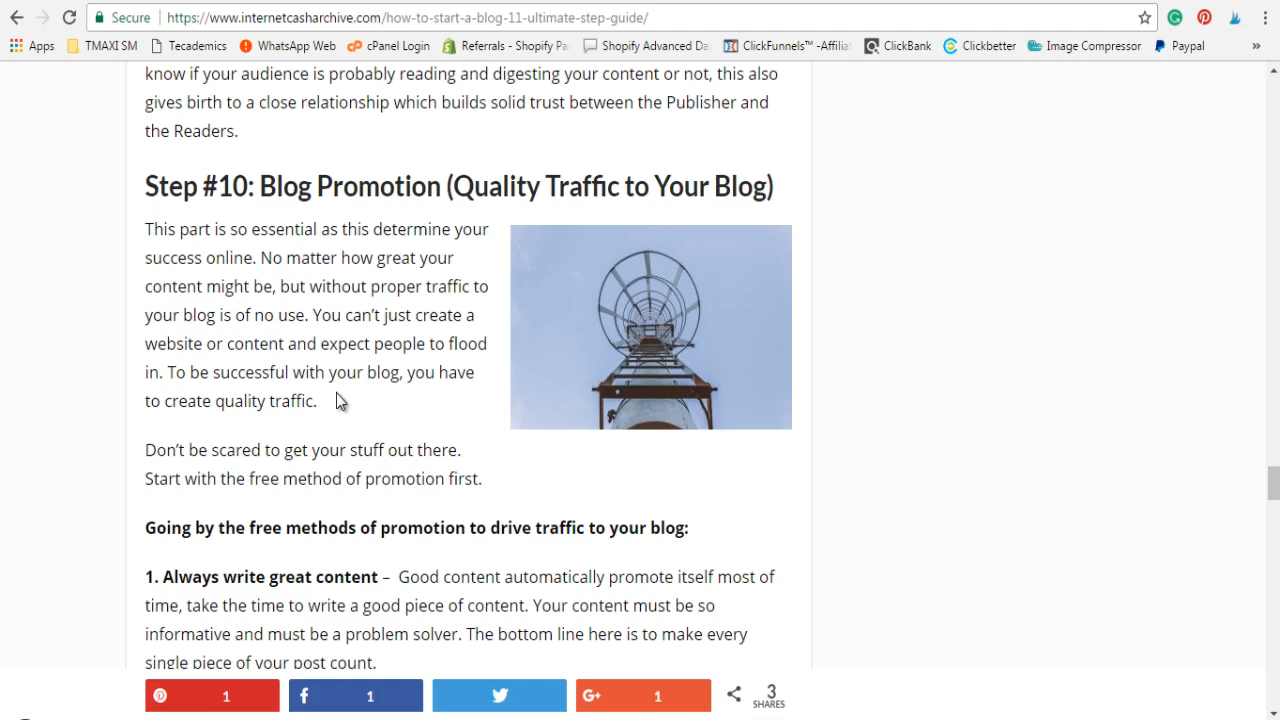 Secure
https://www.internetcasharchive.com/how-to-start-a-blog-11-ultimate-step-guide/
Apps TMAXI SM Tecademics WhatsApp Web cPanel Login Referrals - Shopify Pa Shopify Advanced Da ClickFunnels™ -Affilia ClickBank Clickbetter Image Compressor Paypal »
know if your audience is probably reading and digesting your content or not, this also
gives birth to a close relationship which builds solid trust between the Publisher and
the Readers.
Step #10: Blog Promotion (Quality Traffic to Your Blog)
This part is so essential as this determine your
success online. No matter how great your
content might be, but without proper traffic to
your blog is of no use. You can’t just create a
website or content and expect people to flood
in. To be successful with your blog, you have
to create quality traffic.
Don’t be scared to get your stuff out there.
Start with the free method of promotion first.
Going by the free methods of promotion to drive traffic to your blog:
1. Always write great content – Good content automatically promote itself most of
time, take the time to write a good piece of content. Your content must be so
informative and must be a problem solver. The bottom line here is to make every
single piece of your post count.
1 1 G+ 1 3
SHARES